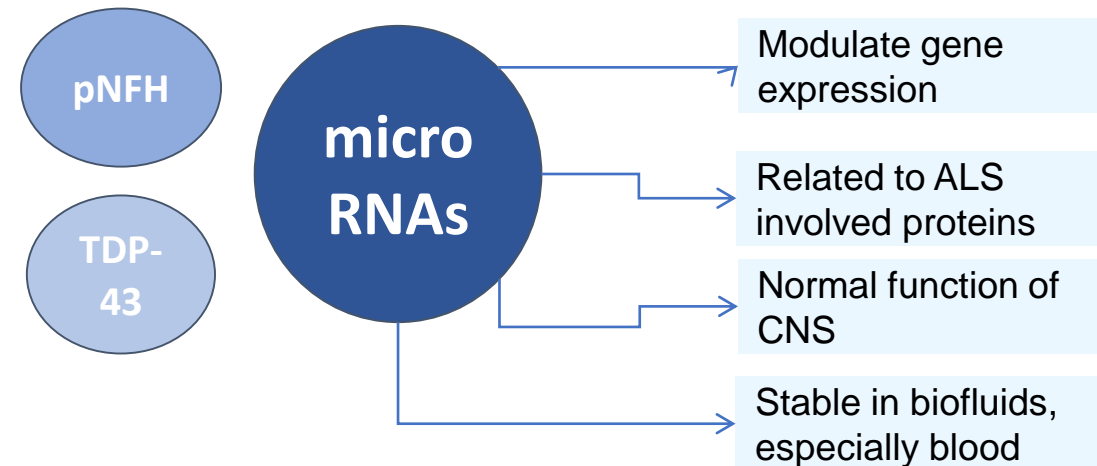 pNFH
TDP-
43
micro
RNAs
Modulate gene
expression
Related to ALS
involved proteins
Normal function of
CNS
Stable in biofluids,
especially blood